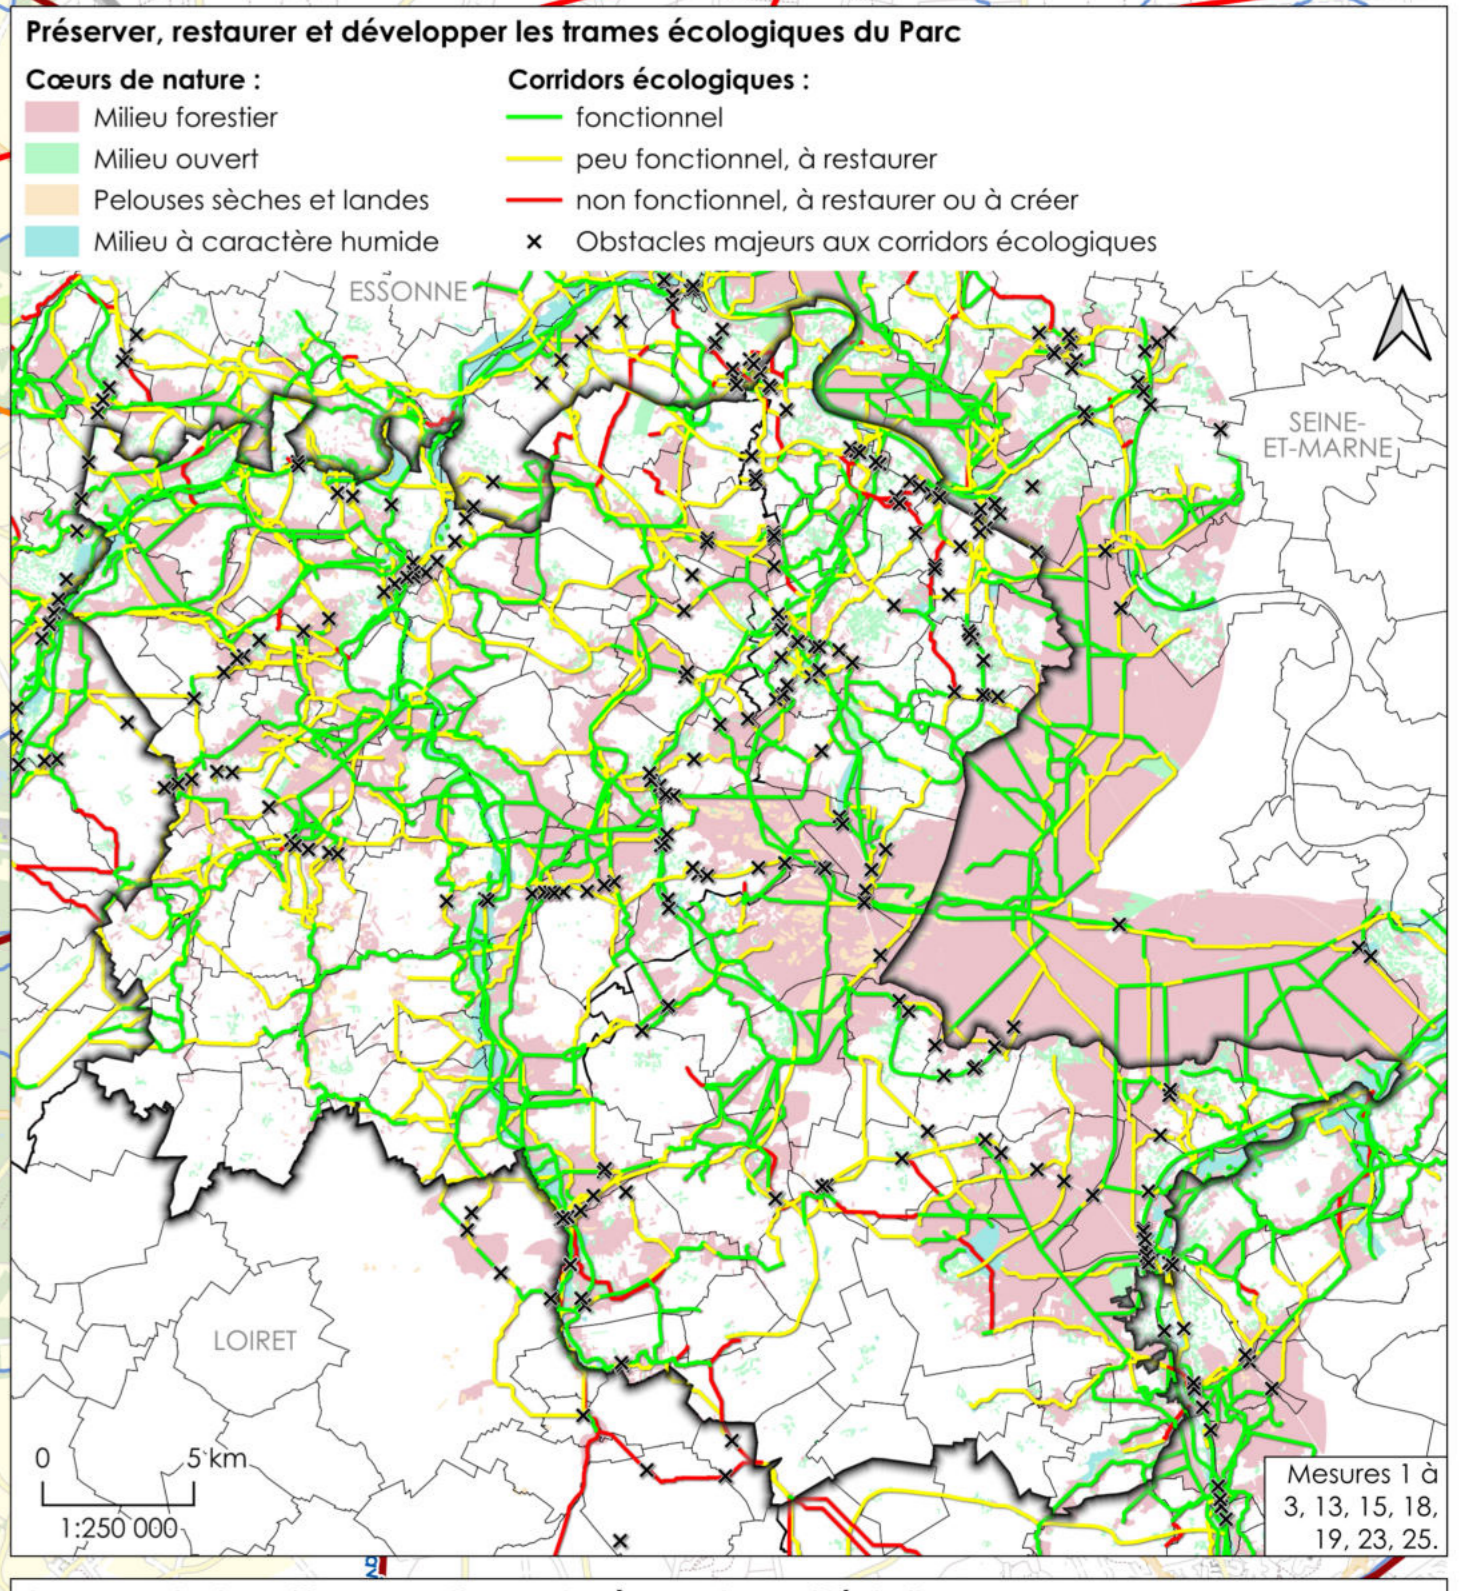 Préserver, restaurer et développer les trames écologiques du Parc
Cœurs de nature :
Milieu forestier
Milieu ouvert
Pelouses sèches et landes
Milieu à caractère humide
Corridors écologiques :
fonctionnel
peu fonctionnel, à restaurer
non fonctionnel, à restaurer ou à créer
Obstacles majeurs aux corridors écologiques
ESSONNE
SEINE-
ET-MARNE
LOIRET
0 5 km
1:250 000
Mesures 1 à
3, 13, 15, 18,
19, 23, 25.